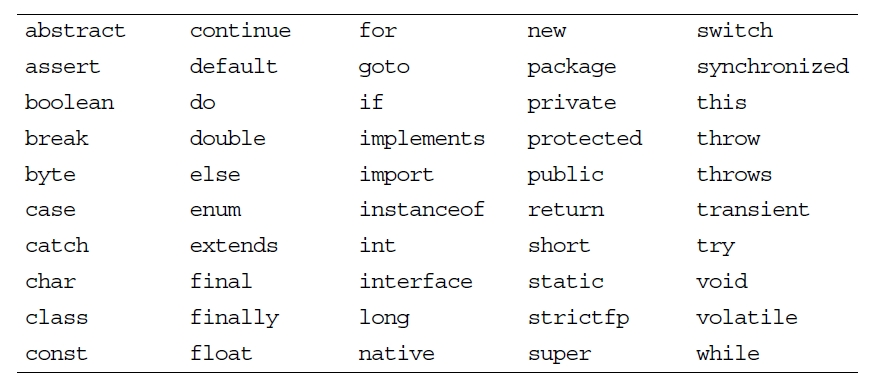 abstract continue for new switch
assert default goto package synchronized
boolean do if private this
break double implements protected throw
byte else import public throws
case enum instanceof return transient
catch extends int short try
char final interface static void
class finally long strictfp volatile
const float native super while